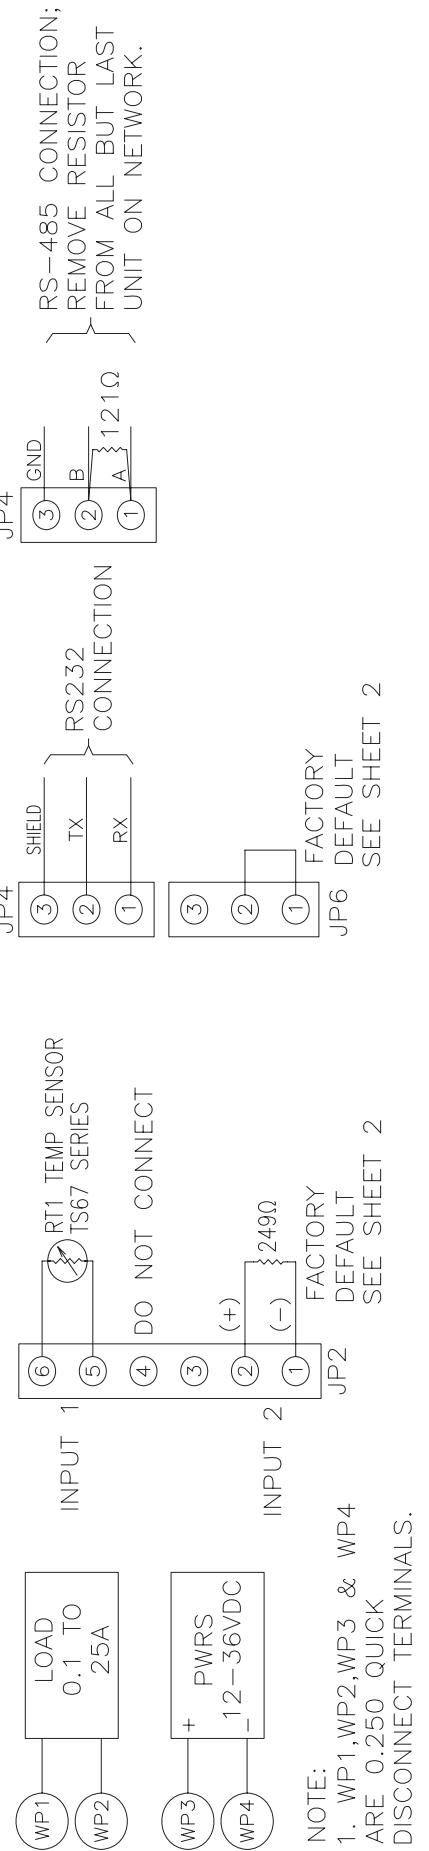 WP1
WP2
LOAD
0.1 TO
25A
WP3
WP4
+
-
PWRS
12-36VDC
NOTE:
1. WP1,WP2,WP3 & WP4
ARE 0.250 QUICK
DISCONNECT TERMINALS.
INPUT 1
INPUT 2
6
5
4
3
2
1
JP2
RT1 TEMP SENSOR
TS67 SERIES
DO NOT CONNECT
(+)
(-)
249Ω
FACTORY
DEFAULT
SEE SHEET 2
JP4
3
2
1
SHIELD
TX
RX
RS232
CONNECTION
3
2
1
JP6
FACTORY
DEFAULT
SEE SHEET 2
JP4
3
2
1
GND
B
A
121Ω
RS-485 CONNECTION;
REMOVE RESISTOR
FROM ALL BUT LAST
UNIT ON NETWORK.